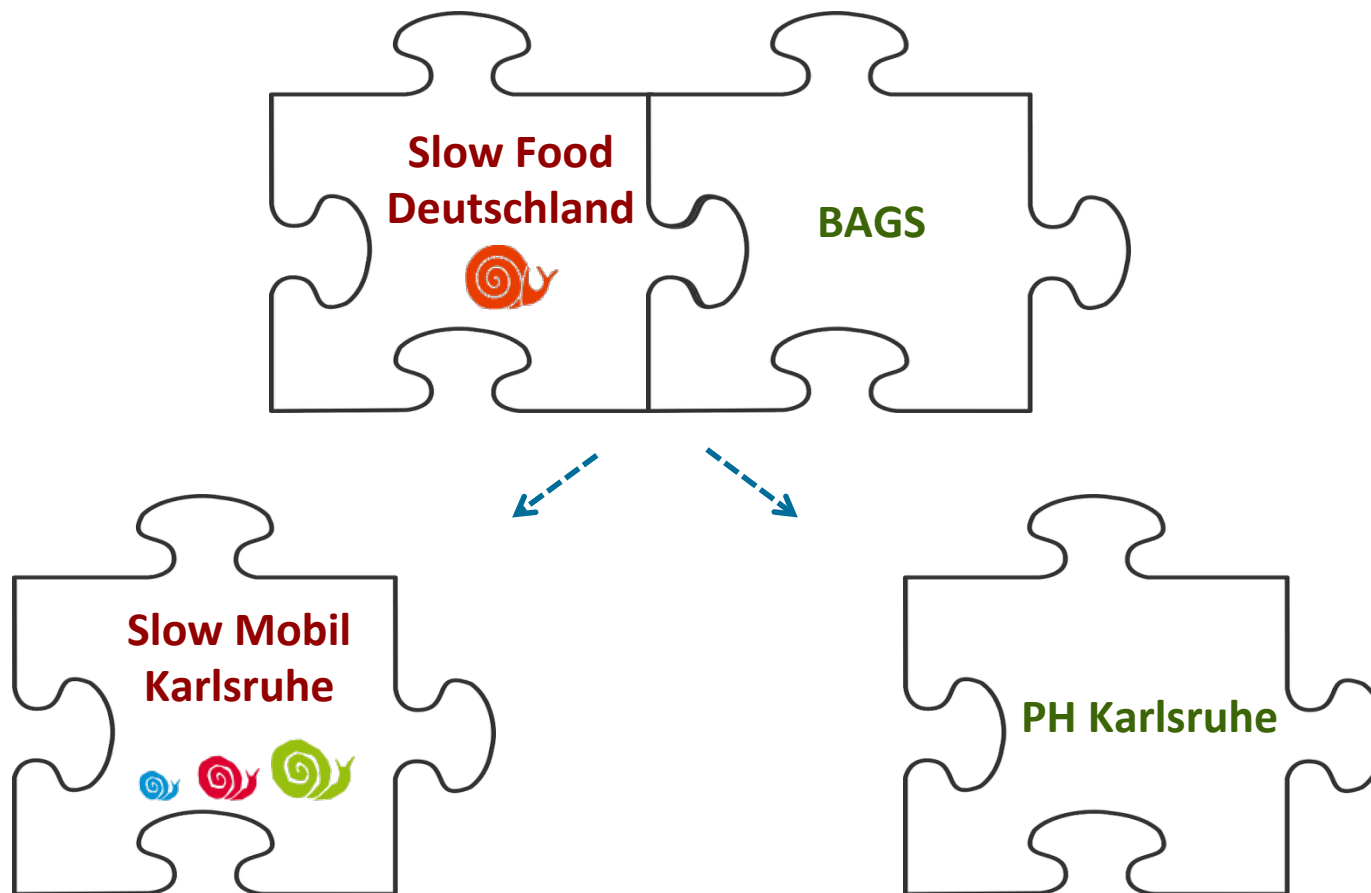 Slow Food
Deutschland
BAGS
Slow Mobil
Karlsruhe
PH Karlsruhe